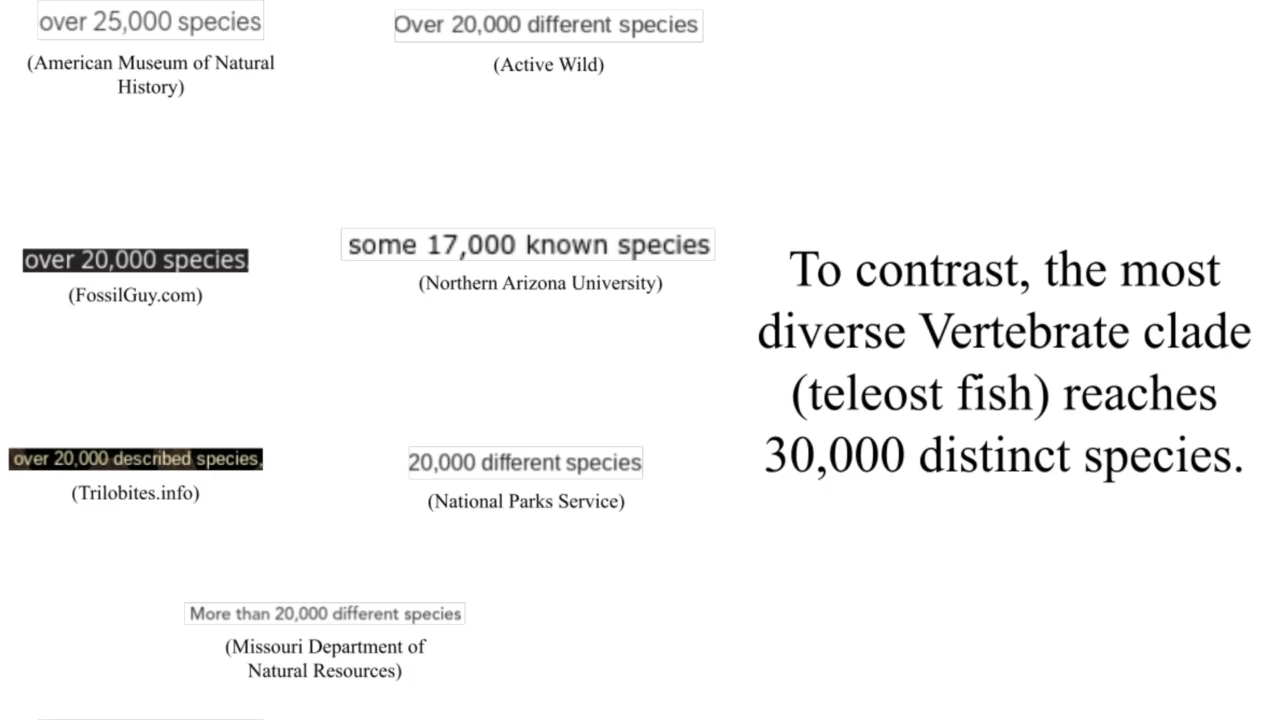 over 25,000 species
(American Museum of Natural
History)
Over 20,000 different species
(Active Wild)
over 20,000 species.
(FossilGuy.com)
some 17,000 known species
(Northern Arizona University)
over 20,000 described species,
(Trilobites.info)
20,000 different species
(National Parks Service)
More than 20,000 different species
(Missouri Department of
Natural Resources)
To contrast, the most
diverse Vertebrate clade
(teleost fish) reaches
30,000 distinct species.